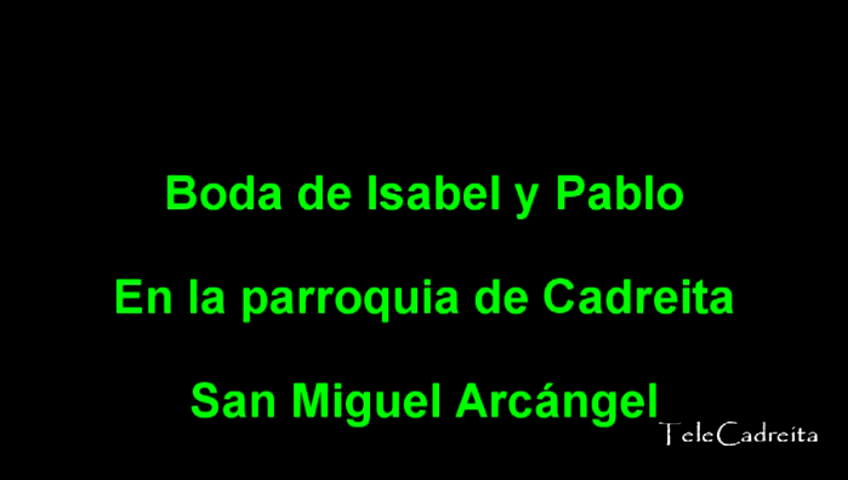 Boda de Isabel y Pablo
En la parroquia de Cadreita
San Miguel Arcángel
TeleCadreita